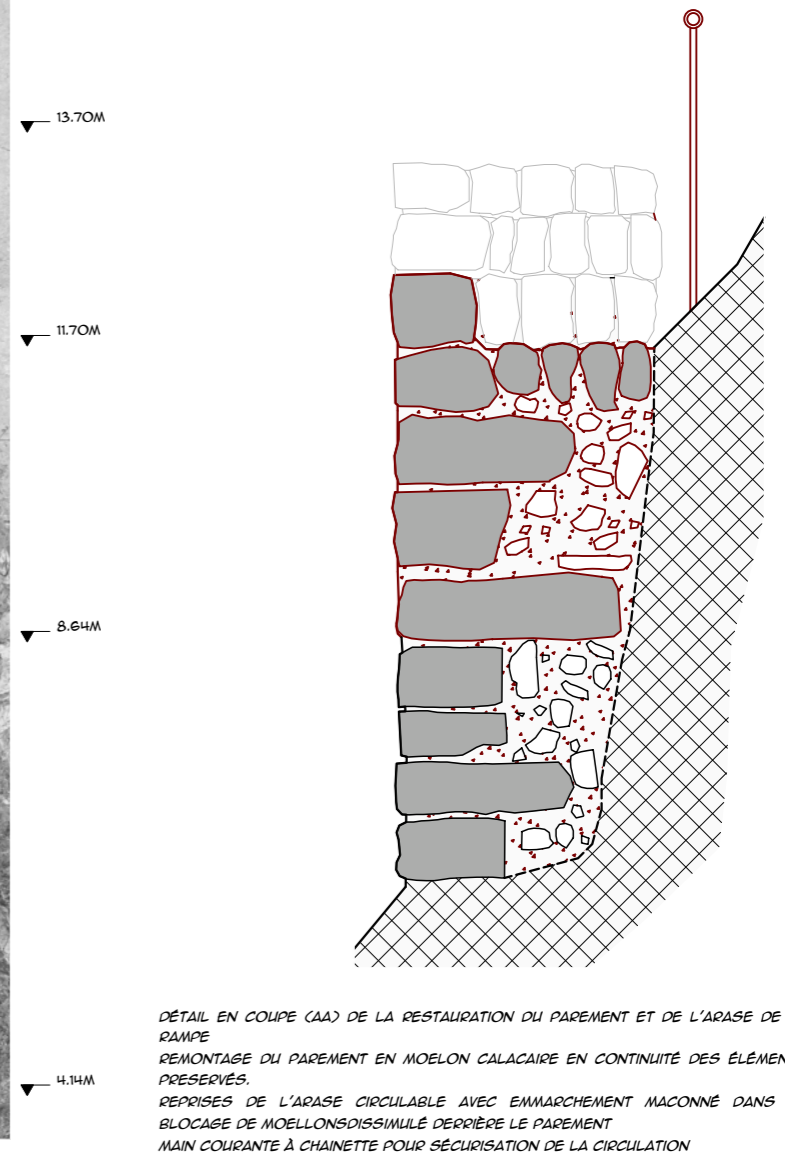 13.70M
11.70M
8.64M
4.14M
DÉTAIL EN COUPE (AA) DE LA RESTAURATION DU PAREMENT ET DE L'ARASE DE
RAMPE
REMONTAGE DU PAREMENT EN MOELON CALACAIRE EN CONTINUITÉ DES ÉLÉMEN
PRESERVÉS.
REPRISES DE L'ARASE CIRCULABLE AVEC EMMARCHEMENT MACONNÉ DANS
BLOCAGE DE MOELLONSDISSIMULÉ DERRIÈRE LE PAREMENT
MAIN COURANTE À CHAINETTE POUR SÉCURISATION DE LA CIRCULATION